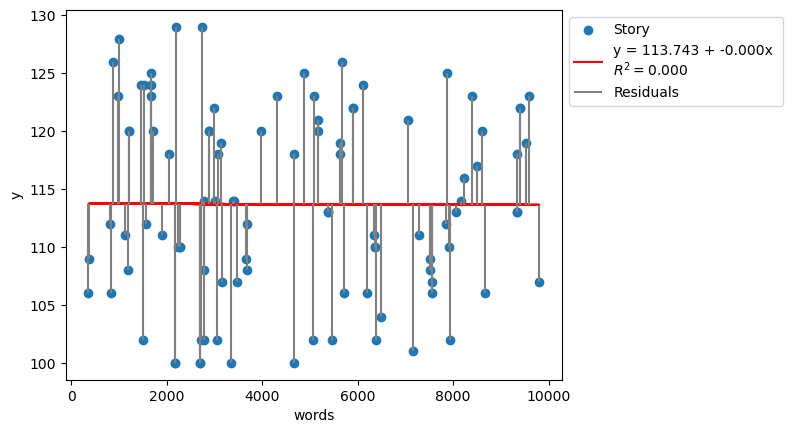 130
125
120
115
110
105
100
y
0
2000
4000
6000
8000
10000
words
Story
y = 113.743 + -0.000x
R² = 0.000
Residuals